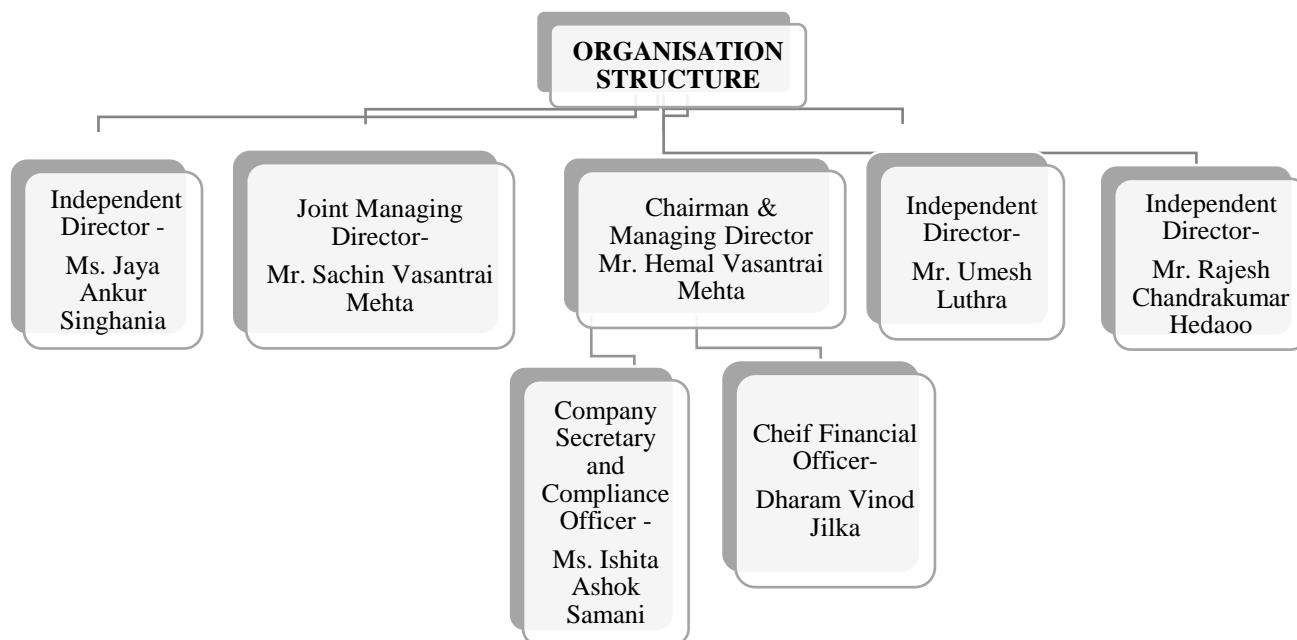 ORGANISATION
STRUCTURE
Independent
Director -
Ms. Jaya
Ankur
Singhania
Joint Managing
Director-
Mr. Sachin Vasantrai
Mehta
Chairman &
Managing Director
Mr. Hemal Vasantrai
Mehta
Independent
Director-
Mr. Umesh
Luthra
Independent
Director-
Mr. Rajesh
Chandrakumar
Hedaoo
Company
Secretary
and
Compliance
Officer -
Ms. Ishita
Ashok
Samani
Cheif Financial
Officer-
Dharam Vinod
Jilka